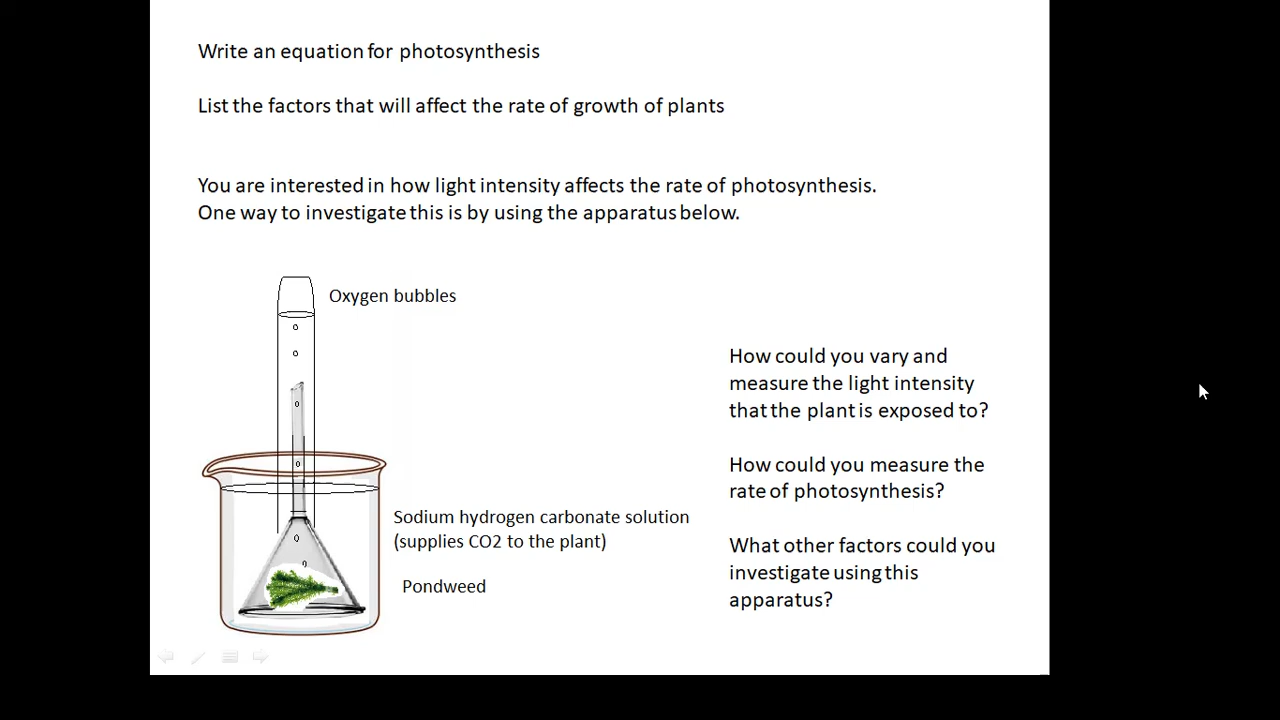 Write an equation for photosynthesis
List the factors that will affect the rate of growth of plants
You are interested in how light intensity affects the rate of photosynthesis.
One way to investigate this is by using the apparatus below.
Oxygen bubbles
Sodium hydrogen carbonate solution
(supplies CO2 to the plant)
Pondweed
How could you vary and
measure the light intensity
that the plant is exposed to?
How could you measure the
rate of photosynthesis?
What other factors could you
investigate using this
apparatus?